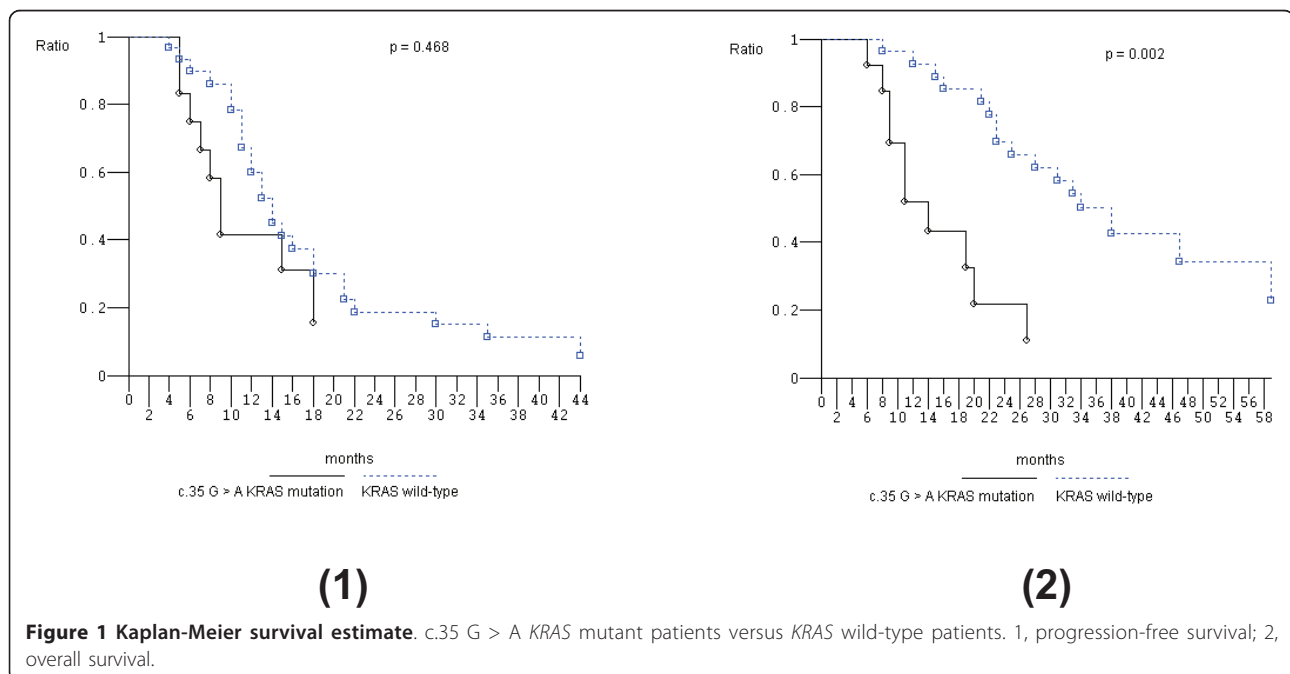 Ratio
p = 0.468
1
0.8
0.6
0.4
0.2
0
0 4 6 8 10 12 14 16 18 20 24 28 32 36 40 44
2 6 10 14 18 22 26 30 34 38 42
months
c.35 G > A KRAS mutation KRAS wild-type
(1)
Ratio
p = 0.002
1
0.8
0.6
0.4
0.2
0
0 4 8 12 16 20 24 28 32 36 40 44 48 52 56
2 6 10 14 18 22 26 30 34 38 42 46 50 54 58
months
c.35 G > A KRAS mutation KRAS wild-type
(2)
Figure 1 Kaplan-Meier survival estimate. c.35 G > A KRAS mutant patients versus KRAS wild-type patients. 1, progression-free survival; 2,
overall survival.